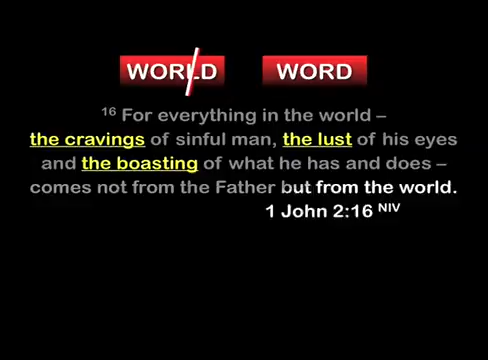 WORLD WORD
16 For everything in the world –
the cravings of sinful man, the lust of his eyes
and the boasting of what he has and does –
comes not from the Father but from the world.
1 John 2:16 NIV